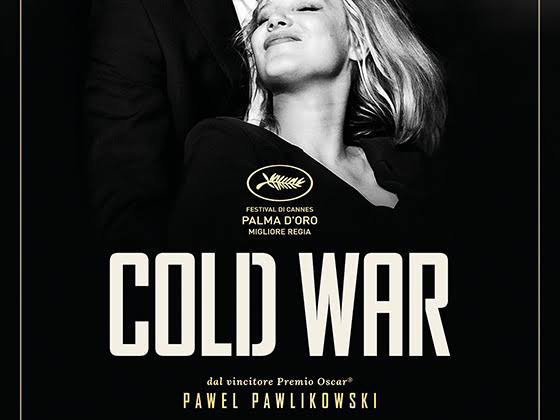 FESTIVAL DI CANNES
PALMA D'ORO
MIGLIORE REGIA
COLD WAR
dal vincitore Premio Oscar®
PAWEL PAWLIKOWSKI